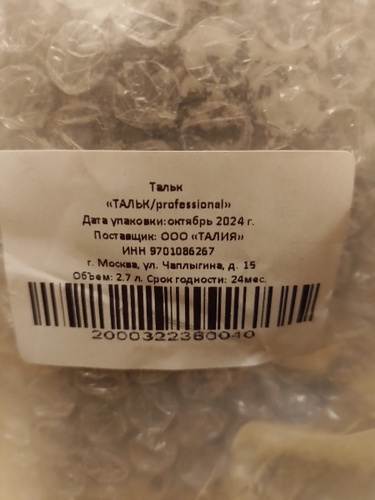 Тальк
«ТАЛЬК/professional»
Дата упаковки:октябрь 2024 г.
Поставщик: ООО «ТАЛИЯ»
ИНН 9701086267
г. Москва, ул. Чаплыгина, д. 15
Объем: 2.7 л. Срок годности: 24мес.
2000322360040